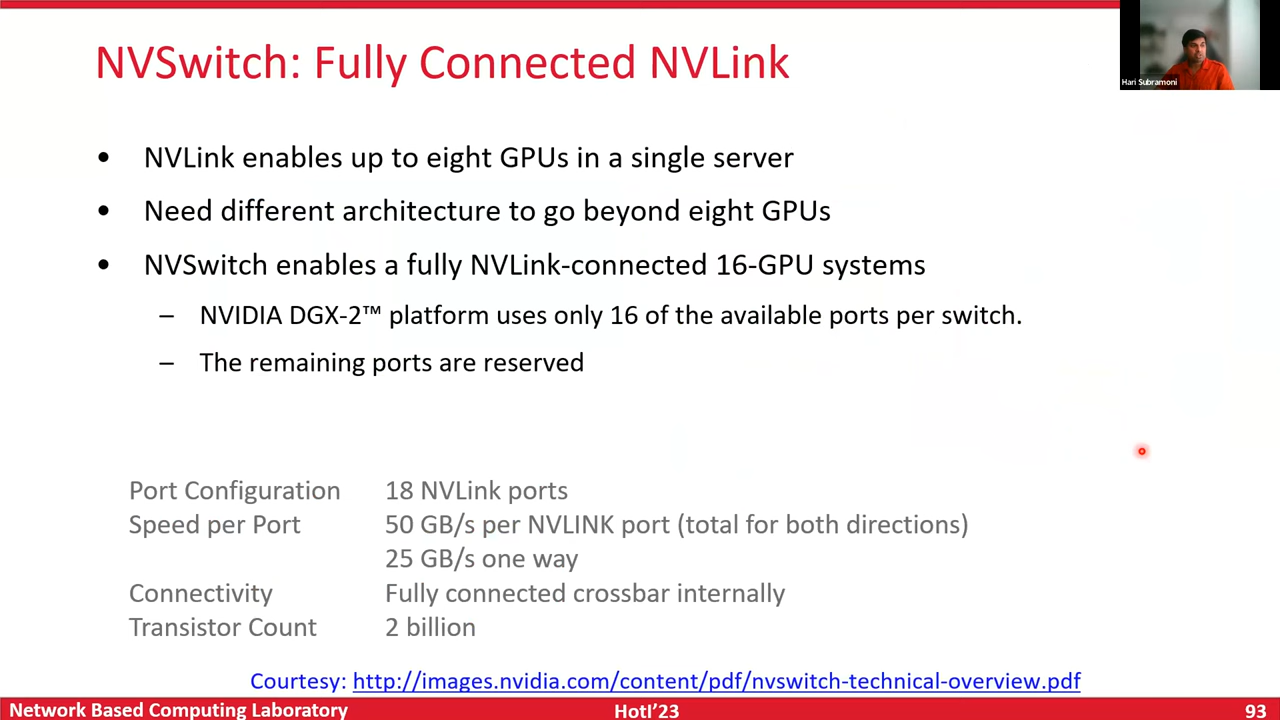 NVSwitch: Fully Connected NVLink
Hari Subramoni
• NVLink enables up to eight GPUs in a single server
• Need different architecture to go beyond eight GPUs
• NVSwitch enables a fully NVLink-connected 16-GPU systems
– NVIDIA DGX-2™ platform uses only 16 of the available ports per switch.
– The remaining ports are reserved
Port Configuration 18 NVLink ports
Speed per Port 50 GB/s per NVLINK port (total for both directions)
25 GB/s one way
Connectivity Fully connected crossbar internally
Transistor Count 2 billion
Courtesy: http://images.nvidia.com/content/pdf/nvswitch-technical-overview.pdf
Network Based Computing Laboratory HotI'23 93